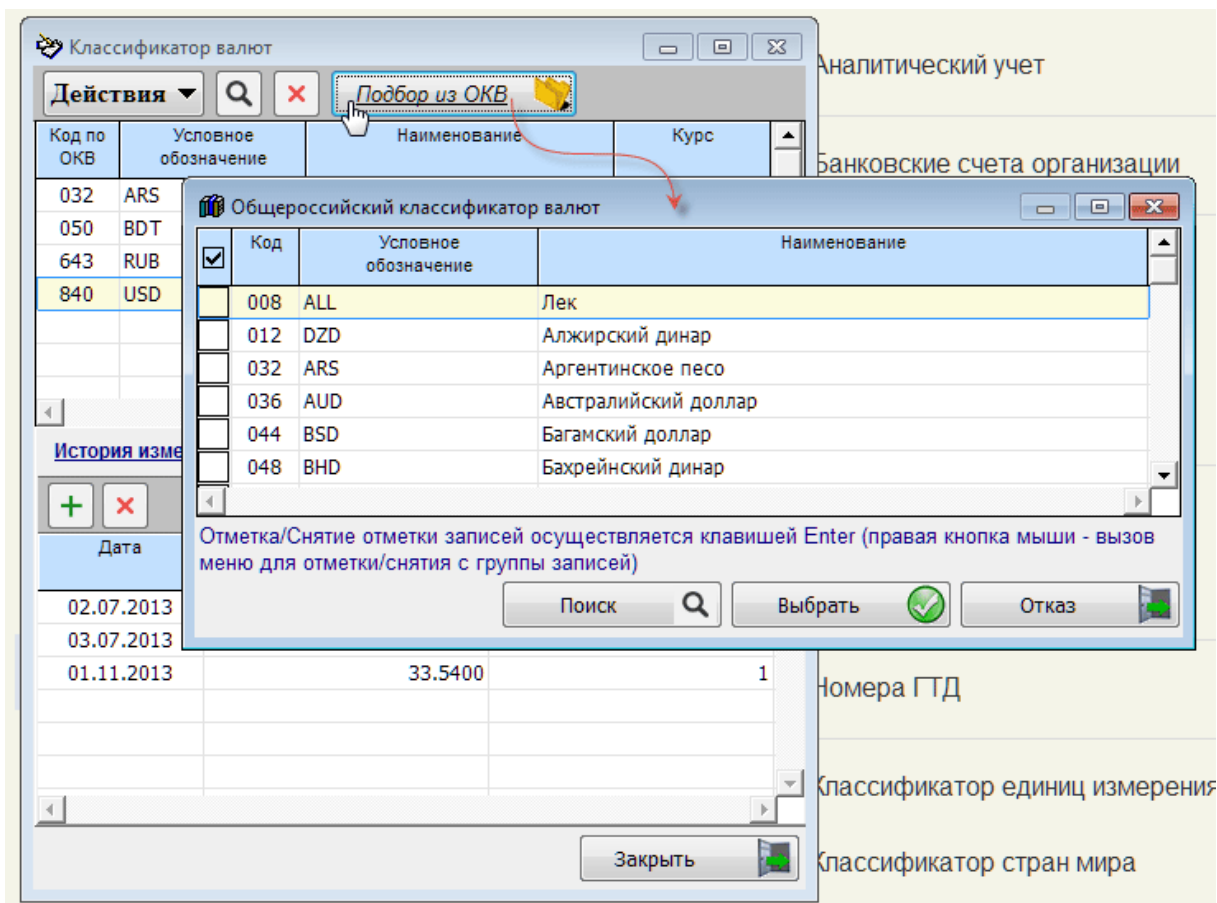 Классификатор валют
Действия
Подбор из ОКВ
Код по ОКВ
Условное обозначение
Наименование
Курс
032 ARS
050 BDT
643 RUB
840 USD
История изме
Дата
02.07.2013
03.07.2013
01.11.2013 33.5400 1
Закрыть
Общероссийский классификатор валют
Код
Условное обозначение
Наименование
008 ALL Лек
012 DZD Алжирский динар
032 ARS Аргентинское песо
036 AUD Австралийский доллар
044 BSD Багамский доллар
048 BHD Бахрейнский динар
Отметка/Снятие отметки записей осуществляется клавишей Enter (правая кнопка мыши - вызов
меню для отметки/снятия с группы записей)
Поиск
Выбрать
Отказ
Аналитический учет
Банковские счета организации
Номера ГТД
Классификатор единиц измерения
Классификатор стран мира